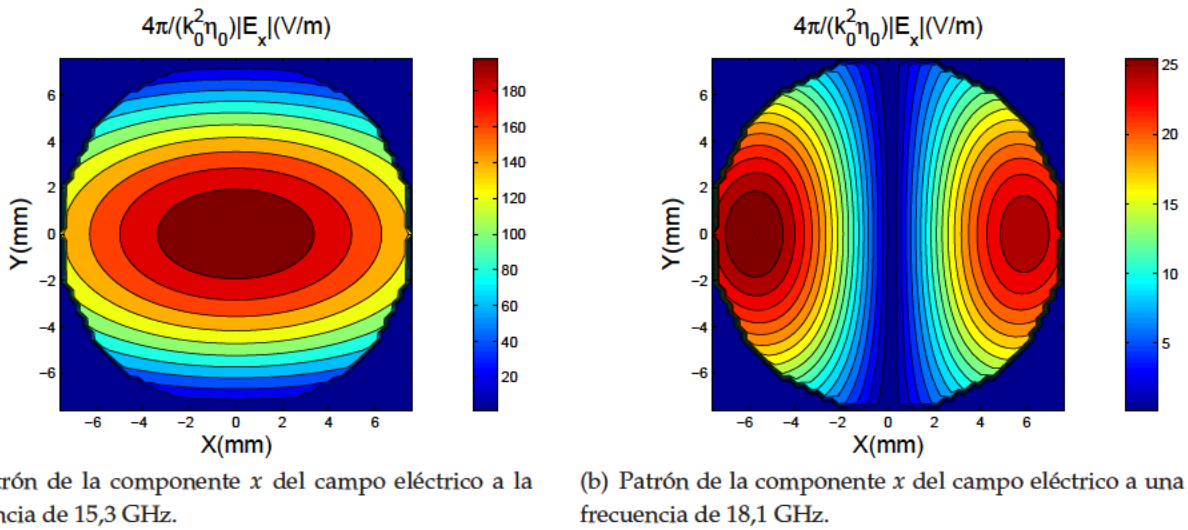 4π/(k₀²η₀)|Eₓ|(V/m)
6
4
2
0
−2
−4
−6
Y(mm)
−6 −4 −2 0 2 4 6
X(mm)
180
160
140
120
100
80
60
40
20
4π/(k₀²η₀)|Eₓ|(V/m)
6
4
2
0
−2
−4
−6
Y(mm)
−6 −4 −2 0 2 4 6
X(mm)
25
20
15
10
5
trón de la componente x del campo eléctrico a la
ncia de 15,3 GHz.
(b) Patrón de la componente x del campo eléctrico a una
frecuencia de 18,1 GHz.